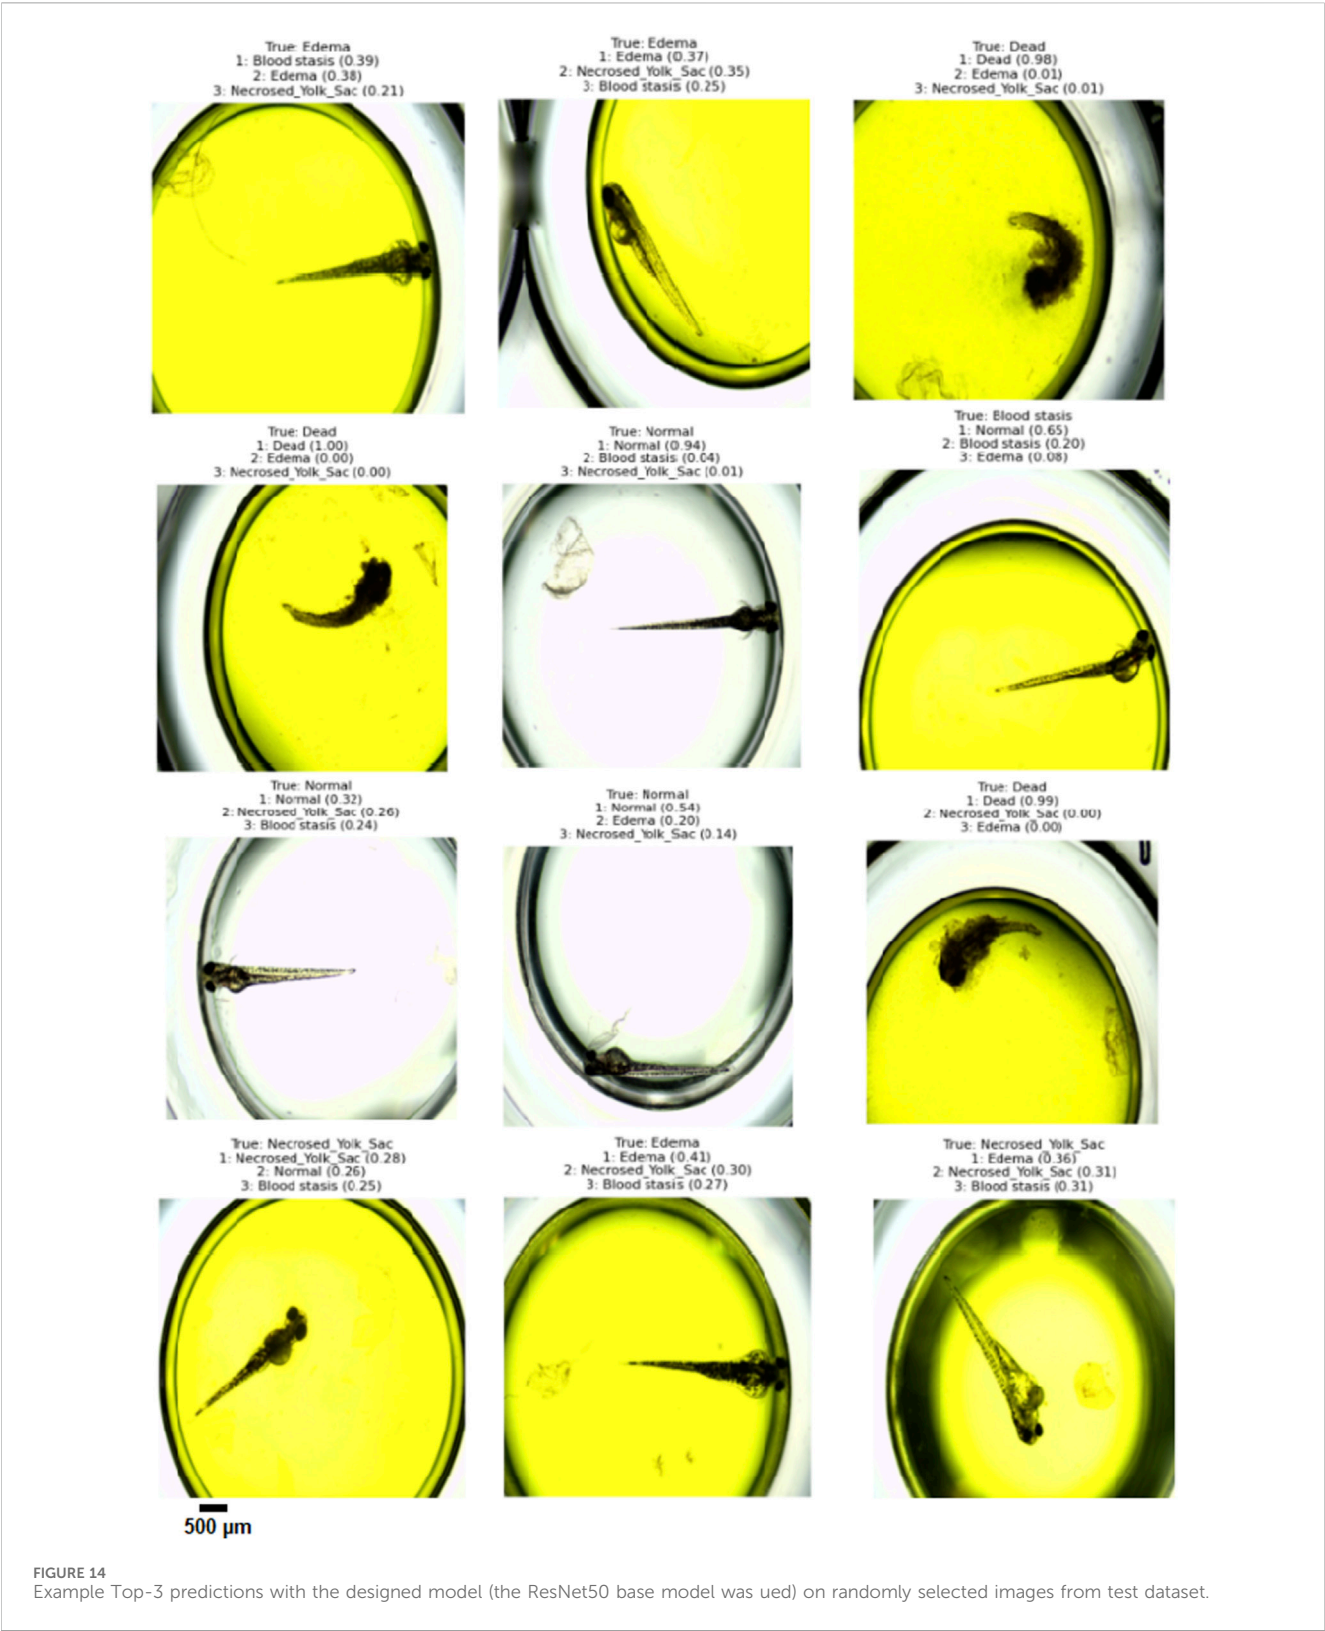 True: Edema
1: Blood stasis (0.39)
2: Edema (0.38)
3: Necrosed_Yolk_Sac (0.21)
True: Edema
1: Edema (0.37)
2: Necrosed_Yolk_Sac (0.35)
3: Blood stasis (0.25)
True: Dead
1: Dead (0.98)
2: Edema (0.01)
3: Necrosed_Yolk_Sac (0.01)
True: Dead
1: Dead (1.00)
2: Edema (0.00)
3: Necrosed_Yolk_Sac (0.00)
True: Normal
1: Normal (0.94)
2: Blood stasis (0.04)
3: Necrosed_Yolk_Sac (0.01)
True: Blood stasis
1: Normal (0.65)
2: Blood stasis (0.20)
3: Edema (0.08)
True: Normal
1: Normal (0.32)
2: Necrosed_Yolk_Sac (0.26)
3: Blood stasis (0.24)
True: Normal
1: Normal (0.54)
2: Edema (0.20)
3: Necrosed_Yolk_Sac (0.14)
True: Dead
1: Dead (0.99)
2: Necrosed_Yolk_Sac (0.00)
3: Edema (0.00)
True: Necrosed_Yolk_Sac
1: Necrosed_Yolk_Sac (0.28)
2: Normal (0.26)
3: Blood stasis (0.25)
True: Edema
1: Edema (0.41)
2: Necrosed_Yolk_Sac (0.30)
3: Blood stasis (0.27)
True: Necrosed_Yolk_Sac
1: Edema (0.36)
2: Necrosed_Yolk_Sac (0.31)
3: Blood stasis (0.31)
500 µm
FIGURE 14
Example Top-3 predictions with the designed model (the ResNet50 base model was ued) on randomly selected images from test dataset.